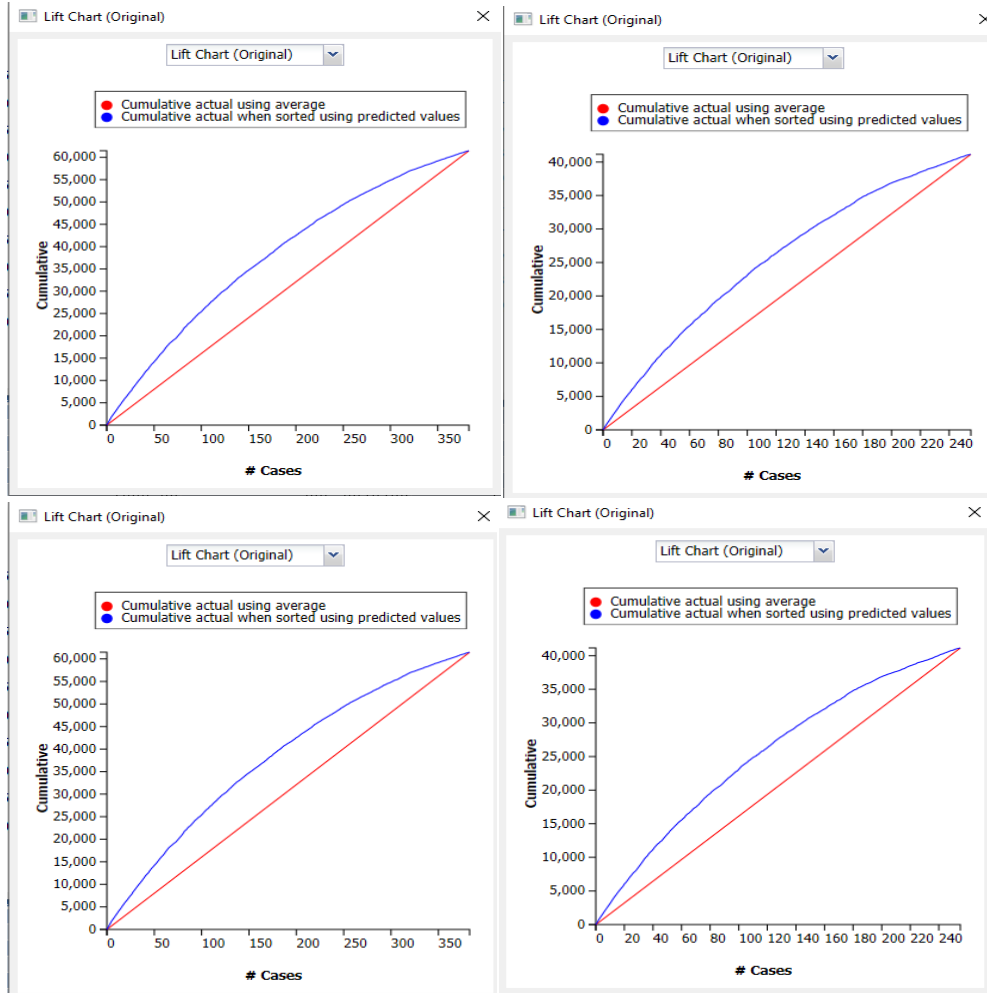 Lift Chart (Original)
Lift Chart (Original)
Cumulative actual using average
Cumulative actual when sorted using predicted values
60,000
55,000
50,000
45,000
40,000
35,000
30,000
25,000
20,000
15,000
10,000
5,000
0
Cumulative
0 50 100 150 200 250 300 350
# Cases
Lift Chart (Original)
Lift Chart (Original)
Cumulative actual using average
Cumulative actual when sorted using predicted values
40,000
35,000
30,000
25,000
20,000
15,000
10,000
5,000
0
Cumulative
0 20 40 60 80 100 120 140 160 180 200 220 240
# Cases
Lift Chart (Original)
Lift Chart (Original)
Cumulative actual using average
Cumulative actual when sorted using predicted values
60,000
55,000
50,000
45,000
40,000
35,000
30,000
25,000
20,000
15,000
10,000
5,000
0
Cumulative
0 50 100 150 200 250 300 350
# Cases
Lift Chart (Original)
Lift Chart (Original)
Cumulative actual using average
Cumulative actual when sorted using predicted values
40,000
35,000
30,000
25,000
20,000
15,000
10,000
5,000
0
Cumulative
0 20 40 60 80 100 120 140 160 180 200 220 240
# Cases